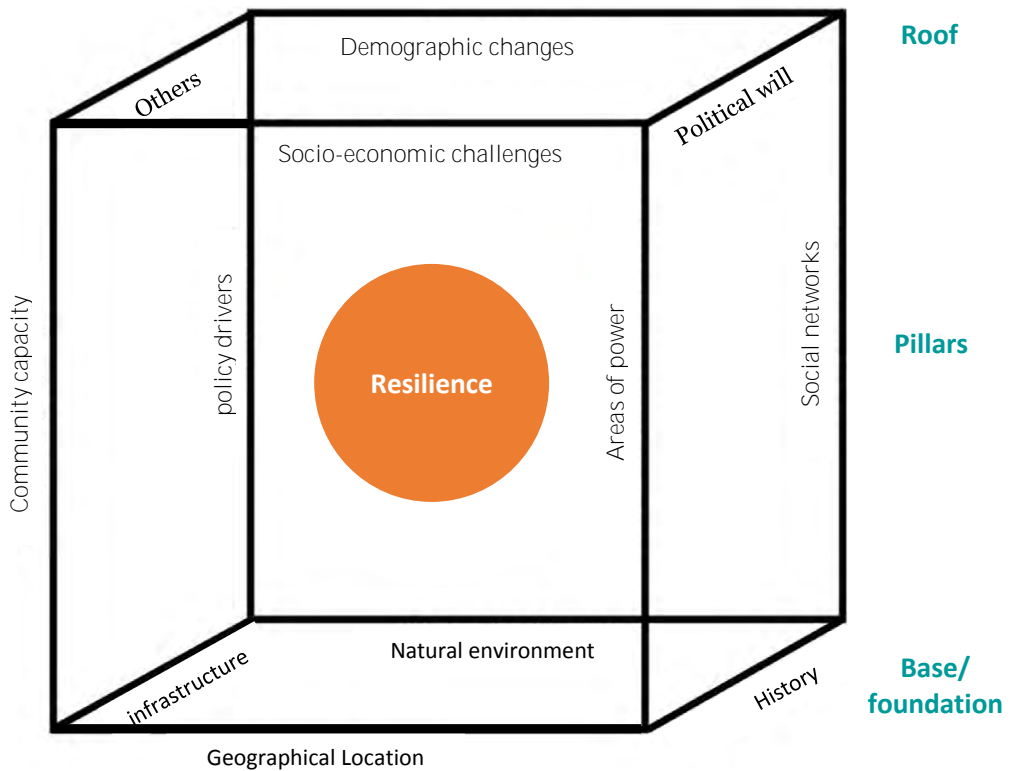 Roof
Demographic changes
Others
Political will
Socio-economic challenges
Community capacity
policy drivers
Resilience
Areas of power
Social networks
Pillars
Natural environment
infrastructure
History
Base/
foundation
Geographical Location